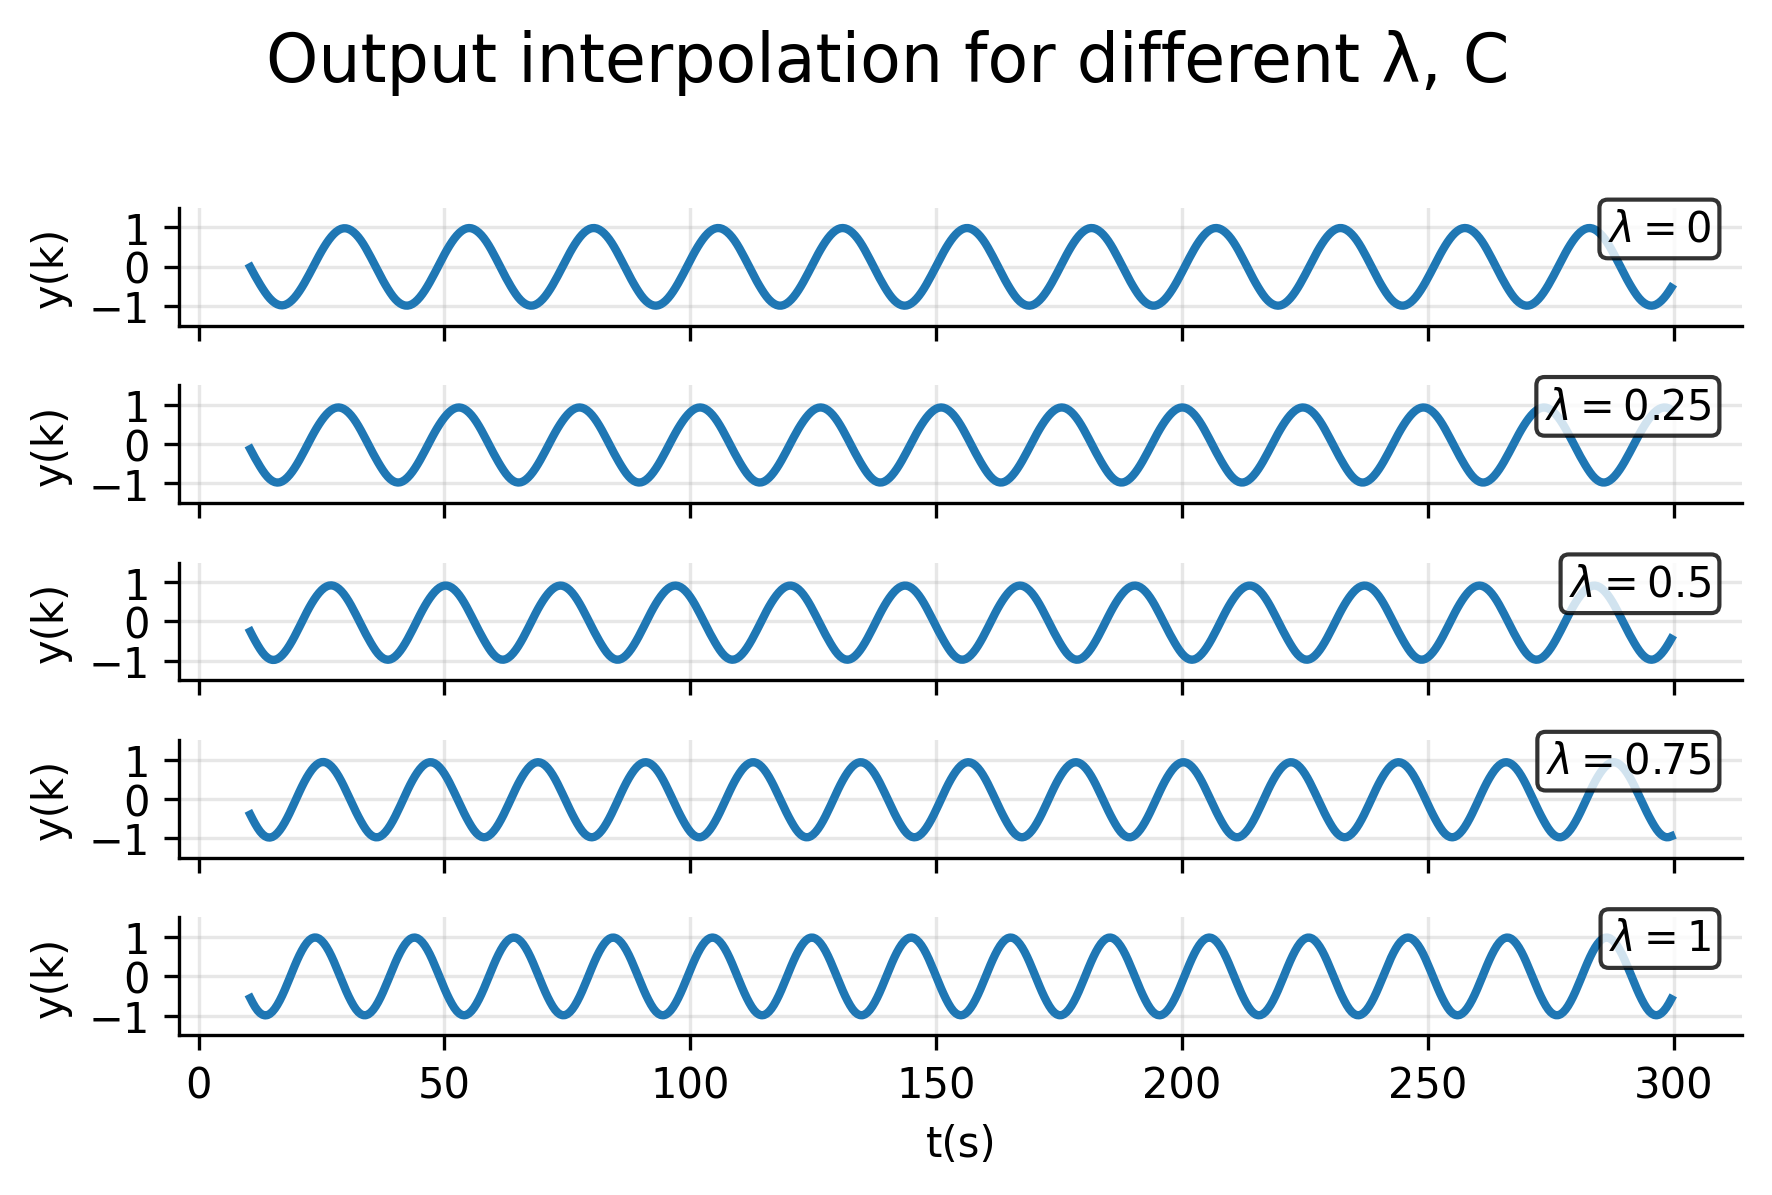 Output interpolation for different λ, C
y(k)
1
0
−1
λ = 0
y(k)
1
0
−1
λ = 0.25
y(k)
1
0
−1
λ = 0.5
y(k)
1
0
−1
λ = 0.75
y(k)
1
0
−1
λ = 1
0 50 100 150 200 250 300
t(s)